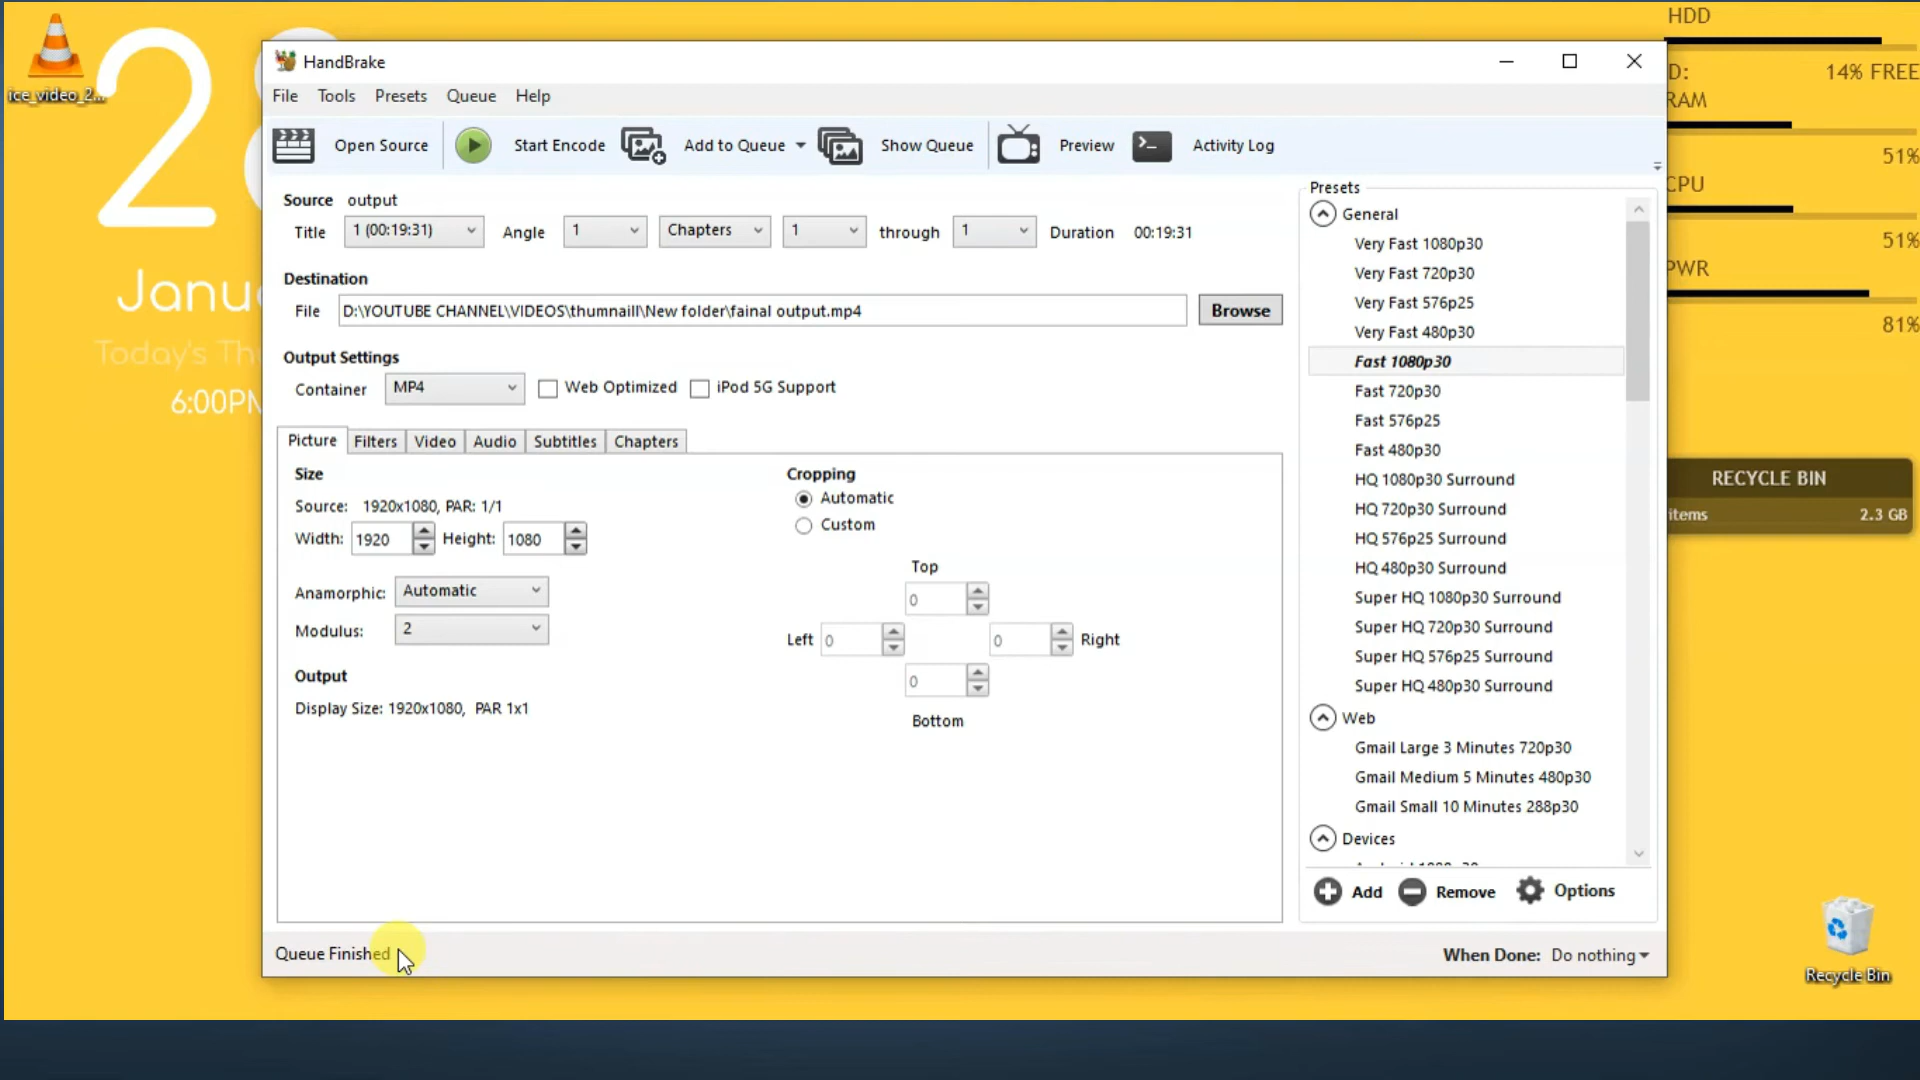 ice_video_2...
2
Janu
Today's Th
6:00PM
HandBrake
File Tools Presets Queue Help
Open Source Start Encode Add to Queue Show Queue Preview Activity Log
Source output
Title 1 (00:19:31) Angle 1 Chapters 1 through 1 Duration 00:19:31
Destination
File D:\YOUTUBE CHANNEL\VIDEOS\thumnaill\New folder\fainal output.mp4 Browse
Output Settings
Container MP4 Web Optimized iPod 5G Support
Picture Filters Video Audio Subtitles Chapters
Size
Source: 1920x1080, PAR: 1/1
Width: 1920 Height: 1080
Anamorphic: Automatic
Modulus: 2
Output
Display Size: 1920x1080, PAR 1x1
Cropping
Automatic
Custom
Top
0
Left 0 0 Right
0
Bottom
Presets
General
Very Fast 1080p30
Very Fast 720p30
Very Fast 576p25
Very Fast 480p30
Fast 1080p30
Fast 720p30
Fast 576p25
Fast 480p30
HQ 1080p30 Surround
HQ 720p30 Surround
HQ 576p25 Surround
HQ 480p30 Surround
Super HQ 1080p30 Surround
Super HQ 720p30 Surround
Super HQ 576p25 Surround
Super HQ 480p30 Surround
Web
Gmail Large 3 Minutes 720p30
Gmail Medium 5 Minutes 480p30
Gmail Small 10 Minutes 288p30
Devices
Add Remove Options
Queue Finished
When Done: Do nothing
HDD
D: 14% FREE
RAM
51%
CPU
51%
PWR
81%
RECYCLE BIN
items 2.3 GB
Recycle Bin